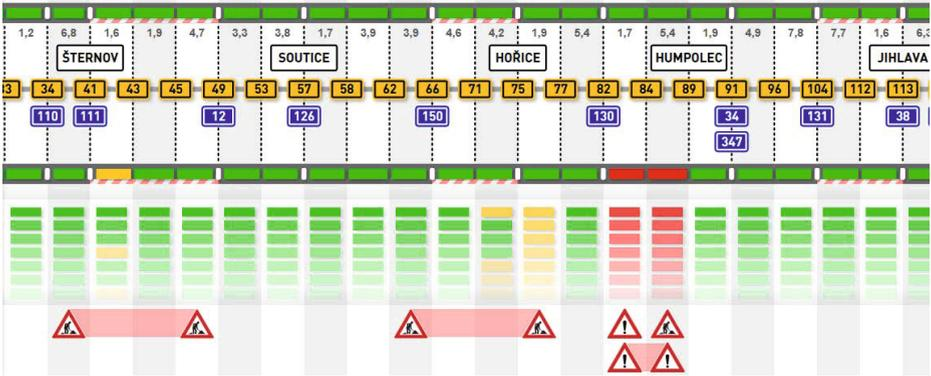 1,2 6,8 1,6 1,9 4,7 3,3 3,8 1,7 3,9 3,9 4,6 4,2 1,9 5,4 1,7 5,4 1,9 4,9 7,8 7,7 1,6 6,3
ŠTERNOV SOUTICE HOŘICE HUMPOLEC JIHLAVA
34 41 43 45 49 53 57 58 62 66 71 75 77 82 84 89 91 96 104 112 113
110 111 12 126 150 130 34 131 38
347